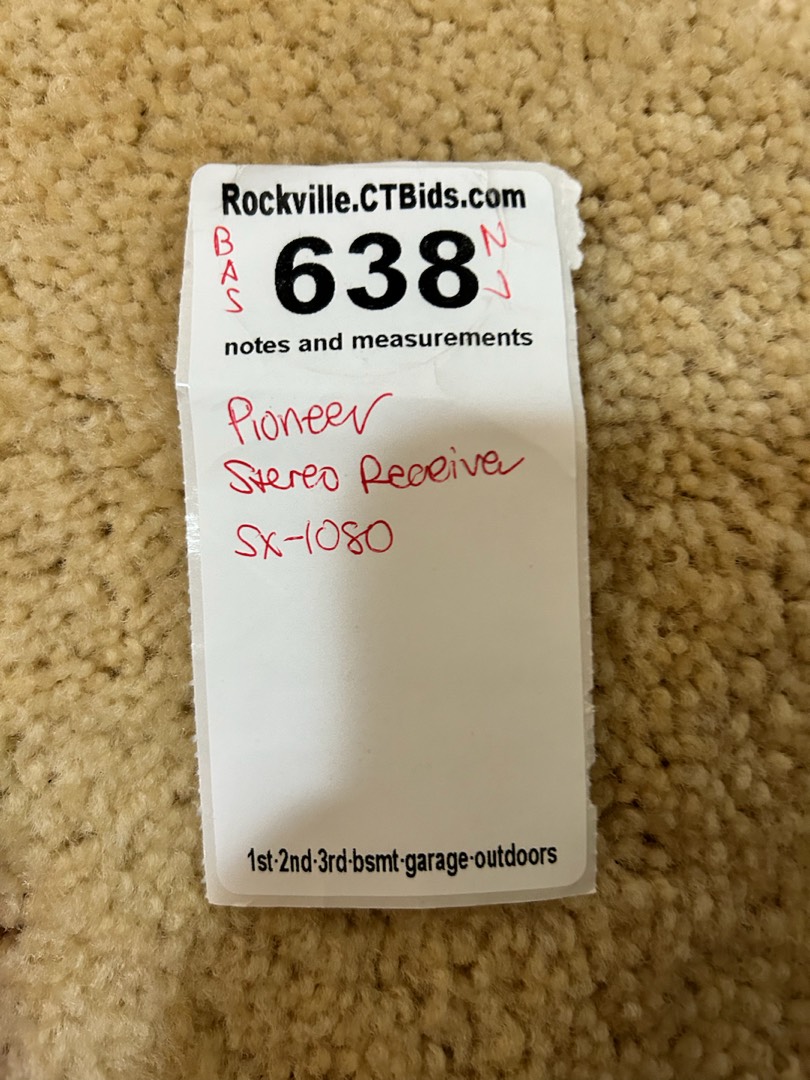 Rockville.CTBids.com
BAS 638 NJ
notes and measurements
Pioneer
Stereo Receiver
SX-1080
1st·2nd·3rd·bsmt·garage·outdoors